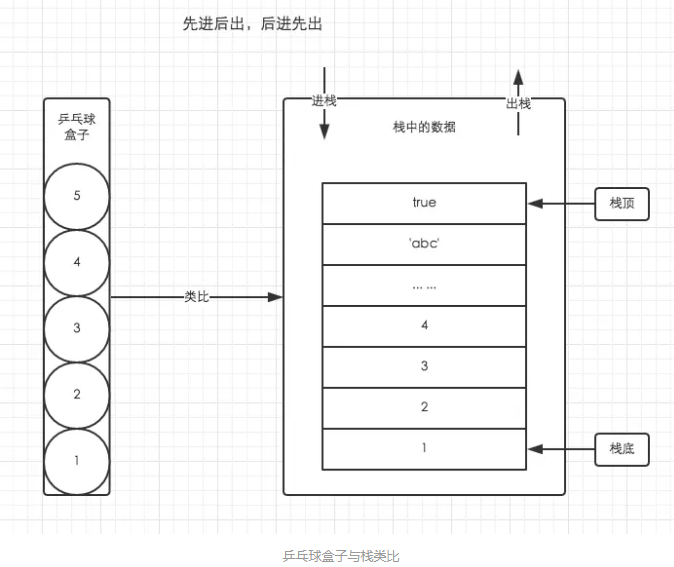 先进后出，后进先出
乒乓球
盒子
5
4
3
2
1
类比
进栈
出栈
栈中的数据
true
'abc'
... ...
4
3
2
1
栈顶
栈底
乒乓球盒子与栈类比